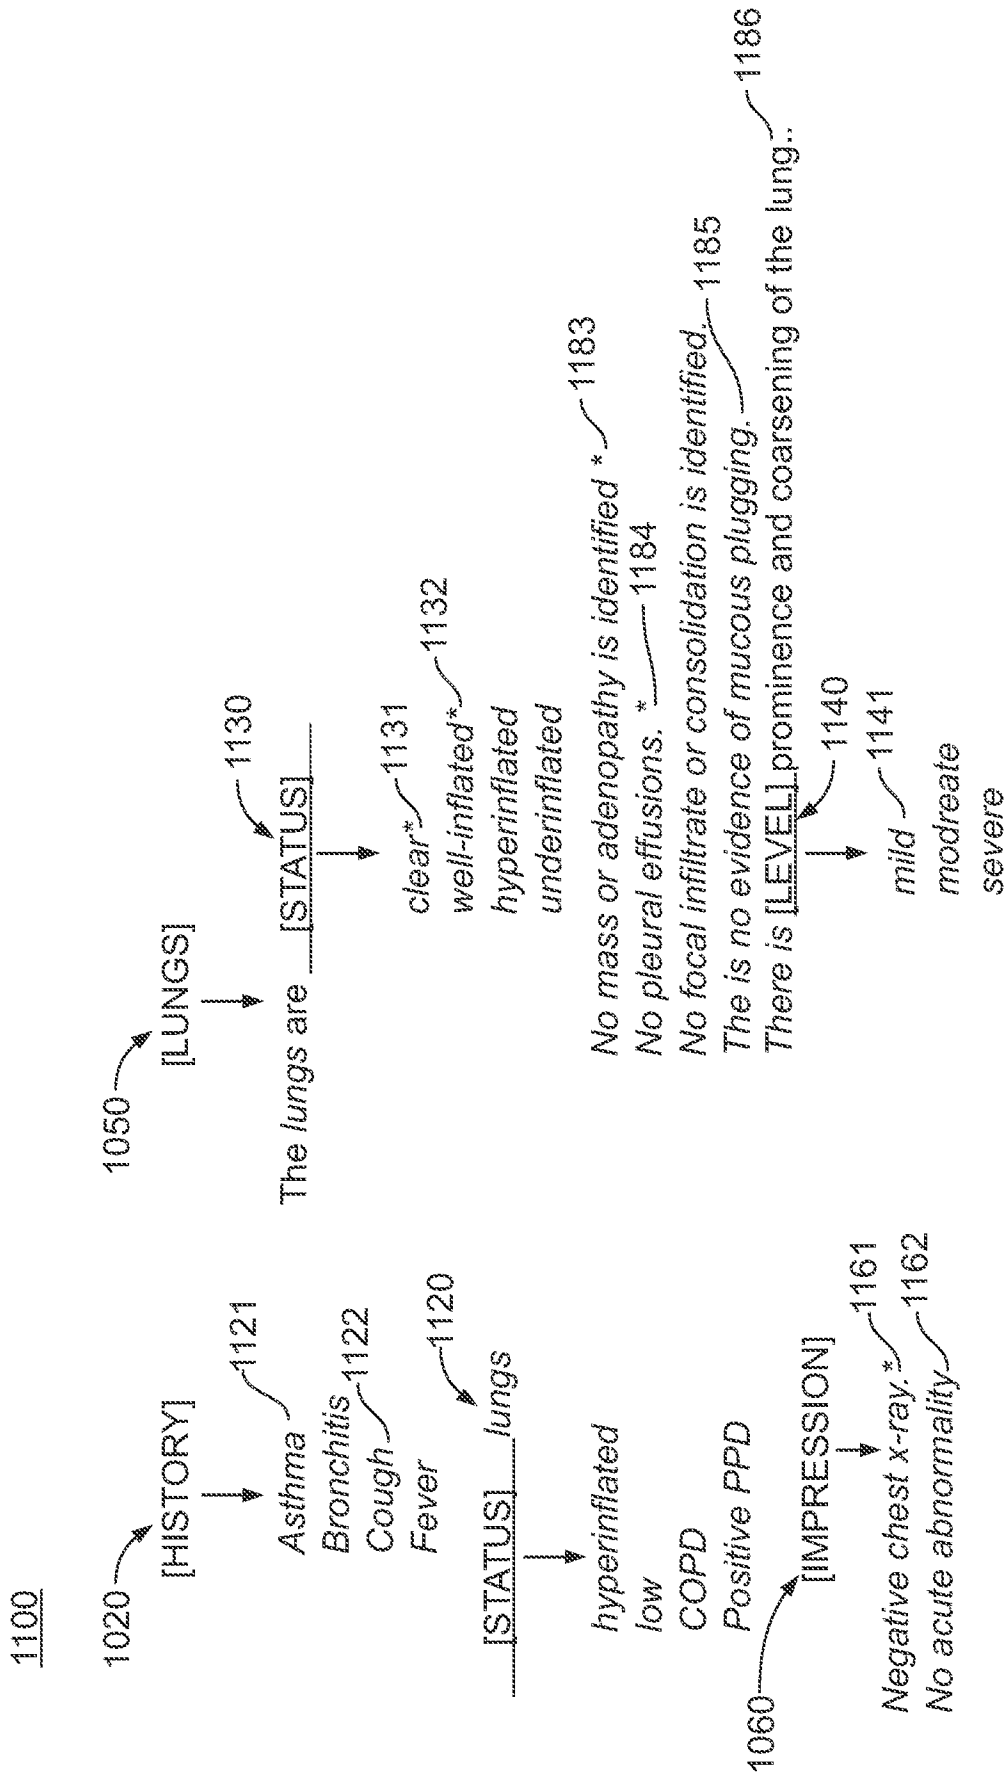 1100
1020
[HISTORY]
Asthma 1121
Bronchitis
Cough 1122
Fever
[STATUS] lungs 1120
hyperinflated
low
COPD
Positive PPD
1060
[IMPRESSION]
Negative chest x-ray.* 1161
No acute abnormality 1162
1050
[LUNGS]
The lungs are [STATUS] 1130
clear* 1131
well-inflated* 1132
hyperinflated
underinflated
No mass or adenopathy is identified * 1183
No pleural effusions. * 1184
No focal infiltrate or consolidation is identified.
The is no evidence of mucous plugging. 1185
There is [LEVEL] prominence and coarsening of the lung.. 1186
1140
mild 1141
modreate
severe